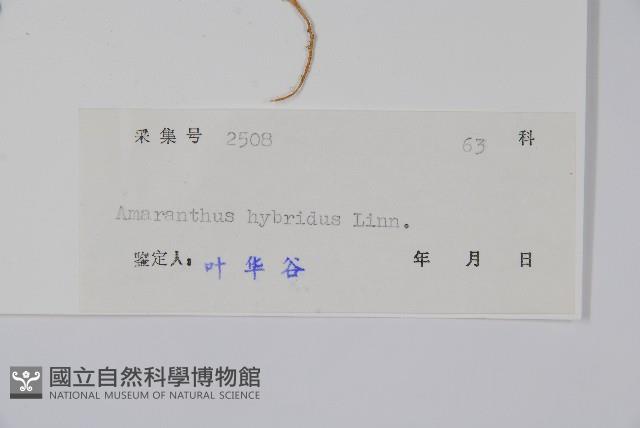 采集号 2508 63 科
Amaranthus hybridus Linn.
鉴定人: 叶华谷 年 月 日
國立自然科學博物館
NATIONAL MUSEUM OF NATURAL SCIENCE